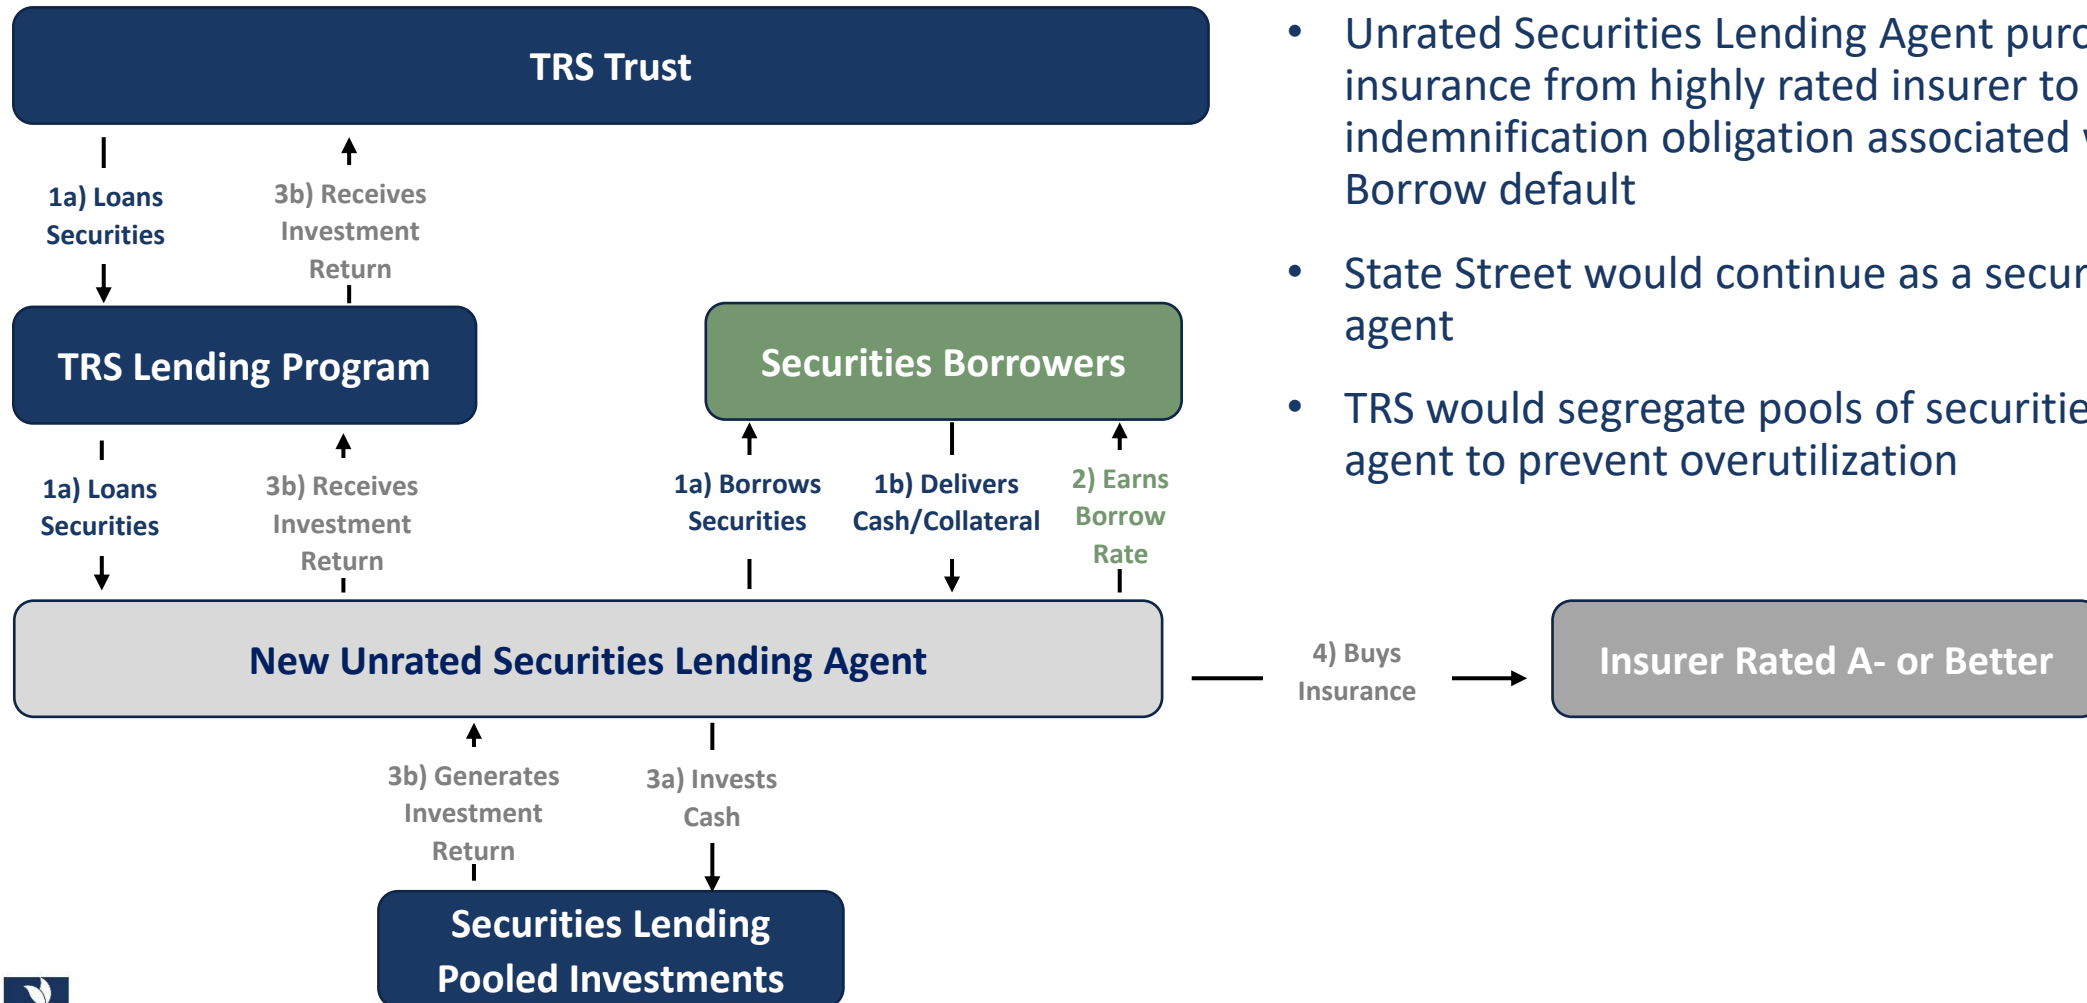 TRS Trust
• Unrated Securities Lending Agent
insurance from highly rated insurer to
indemnification obligation associated
Borrow default
• State Street would continue as a
agent
• TRS would segregate pools of
agent to prevent overutilization
1a) Loans
Securities
3b) Receives
Investment
Return
TRS Lending Program
Securities Borrowers
1a) Loans
Securities
3b) Receives
Investment
Return
1a) Borrows
Securities
1b) Delivers
Cash/Collateral
2) Earns
Borrow
Rate
New Unrated Securities Lending Agent
4) Buys
Insurance
Insurer Rated A- or Better
3b) Generates
Investment
Return
3a) Invests
Cash
Securities Lending
Pooled Investments